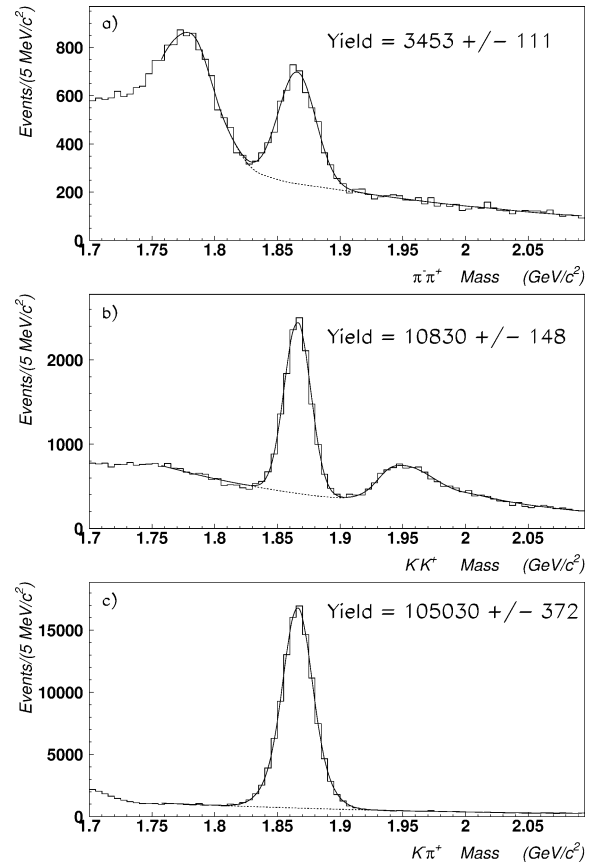 a)
Yield = 3453 +/- 111
Events/(5 MeV/c²)
800
600
400
200
0
1.7 1.75 1.8 1.85 1.9 1.95 2 2.05
π⁻π⁺ Mass (GeV/c²)
b)
Yield = 10830 +/- 148
Events/(5 MeV/c²)
2000
1000
0
1.7 1.75 1.8 1.85 1.9 1.95 2 2.05
K⁻K⁺ Mass (GeV/c²)
c)
Yield = 105030 +/- 372
Events/(5 MeV/c²)
15000
10000
5000
0
1.7 1.75 1.8 1.85 1.9 1.95 2 2.05
K⁻π⁺ Mass (GeV/c²)